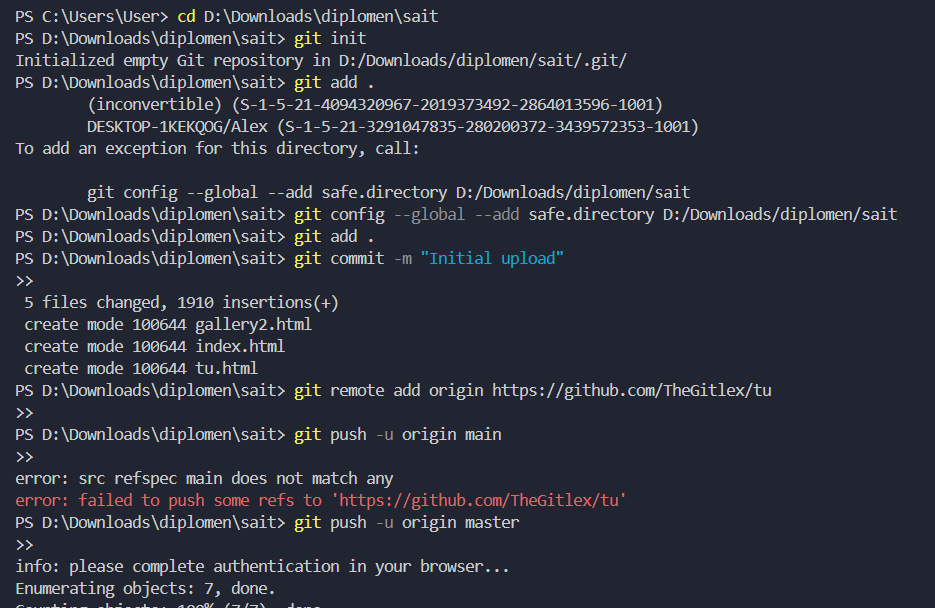 PS C:\Users\User> cd D:\Downloads\diplomen\sait
PS D:\Downloads\diplomen\sait> git init
Initialized empty Git repository in D:/Downloads/diplomen/sait/.git/
PS D:\Downloads\diplomen\sait> git add .
(inconvertible) (S-1-5-21-4094320967-2019373492-2864013596-1001)
DESKTOP-1KEKQOG/Alex (S-1-5-21-3291047835-280200372-3439572353-1001)
To add an exception for this directory, call:
git config --global --add safe.directory D:/Downloads/diplomen/sait
PS D:\Downloads\diplomen\sait> git config --global --add safe.directory D:/Downloads/diplomen/sait
PS D:\Downloads\diplomen\sait> git add .
PS D:\Downloads\diplomen\sait> git commit -m "Initial upload"
>>
5 files changed, 1910 insertions(+)
create mode 100644 gallery2.html
create mode 100644 index.html
create mode 100644 tu.html
PS D:\Downloads\diplomen\sait> git remote add origin https://github.com/TheGitlex/tu
>>
PS D:\Downloads\diplomen\sait> git push -u origin main
>>
error: src refspec main does not match any
error: failed to push some refs to 'https://github.com/TheGitlex/tu'
PS D:\Downloads\diplomen\sait> git push -u origin master
>>
info: please complete authentication in your browser...
Enumerating objects: 7, done.
Counting objects: 100% (7/7), done.